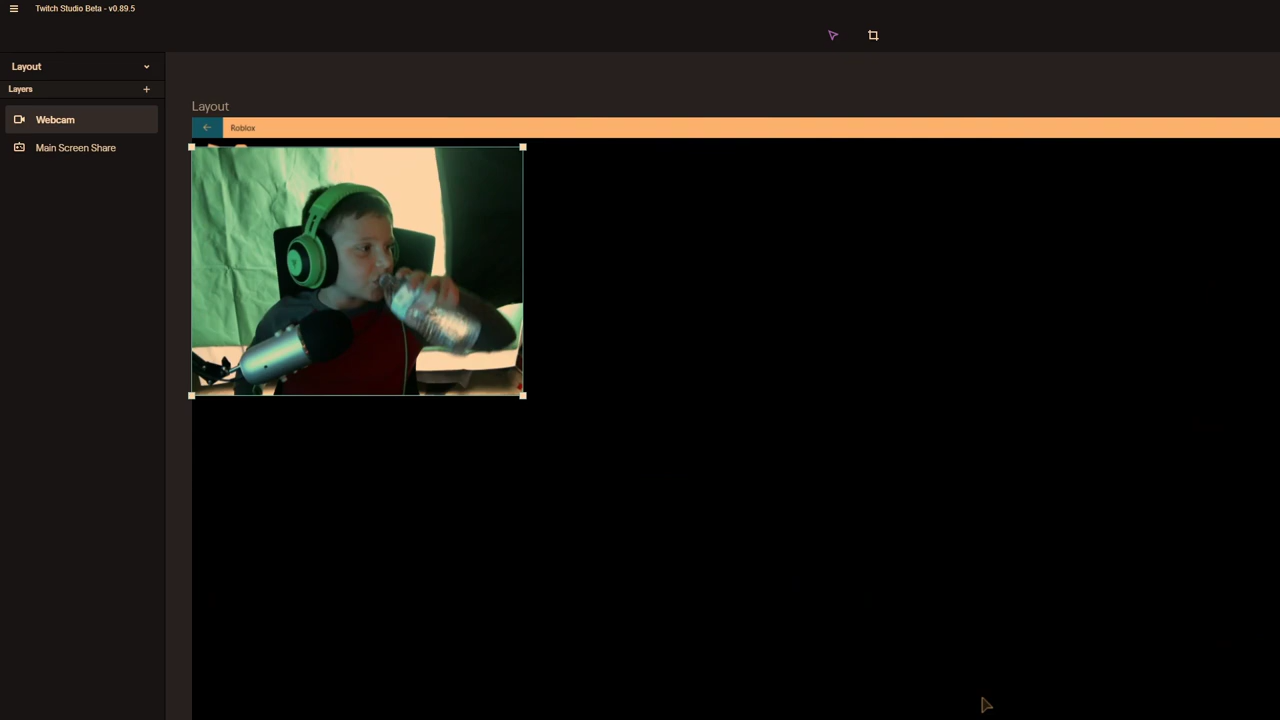 Twitch Studio Beta - v0.89.5
Layout
Layers
Webcam
Main Screen Share
Layout
Roblox